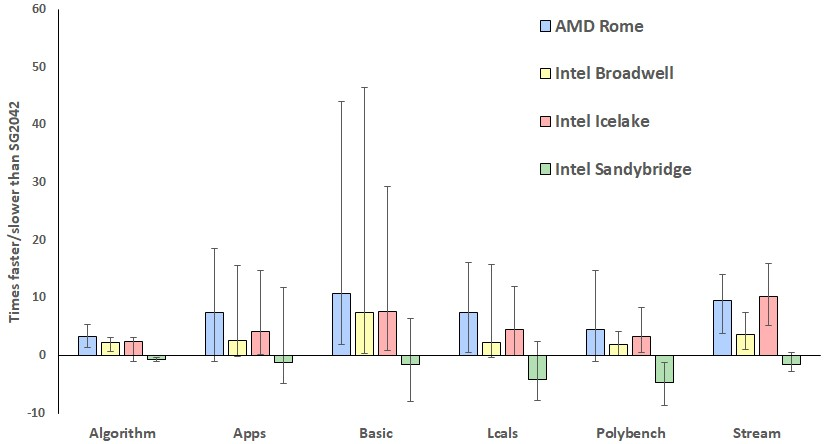 60
50
40
30
20
10
0
-10
Times faster/slower than SG2042
AMD Rome
Intel Broadwell
Intel Icelake
Intel Sandybridge
Algorithm Apps Basic Lcals Polybench Stream